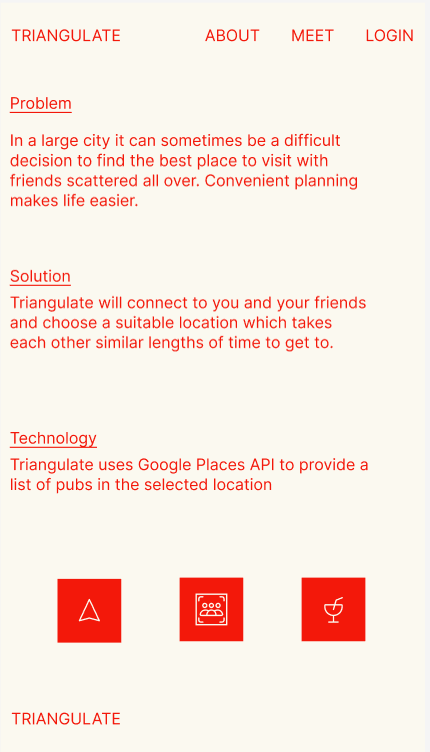 TRIANGULATE ABOUT MEET LOGIN
Problem
In a large city it can sometimes be a difficult
decision to find the best place to visit with
friends scattered all over. Convenient planning
makes life easier.
Solution
Triangulate will connect to you and your friends
and choose a suitable location which takes
each other similar lengths of time to get to.
Technology
Triangulate uses Google Places API to provide a
list of pubs in the selected location
TRIANGULATE